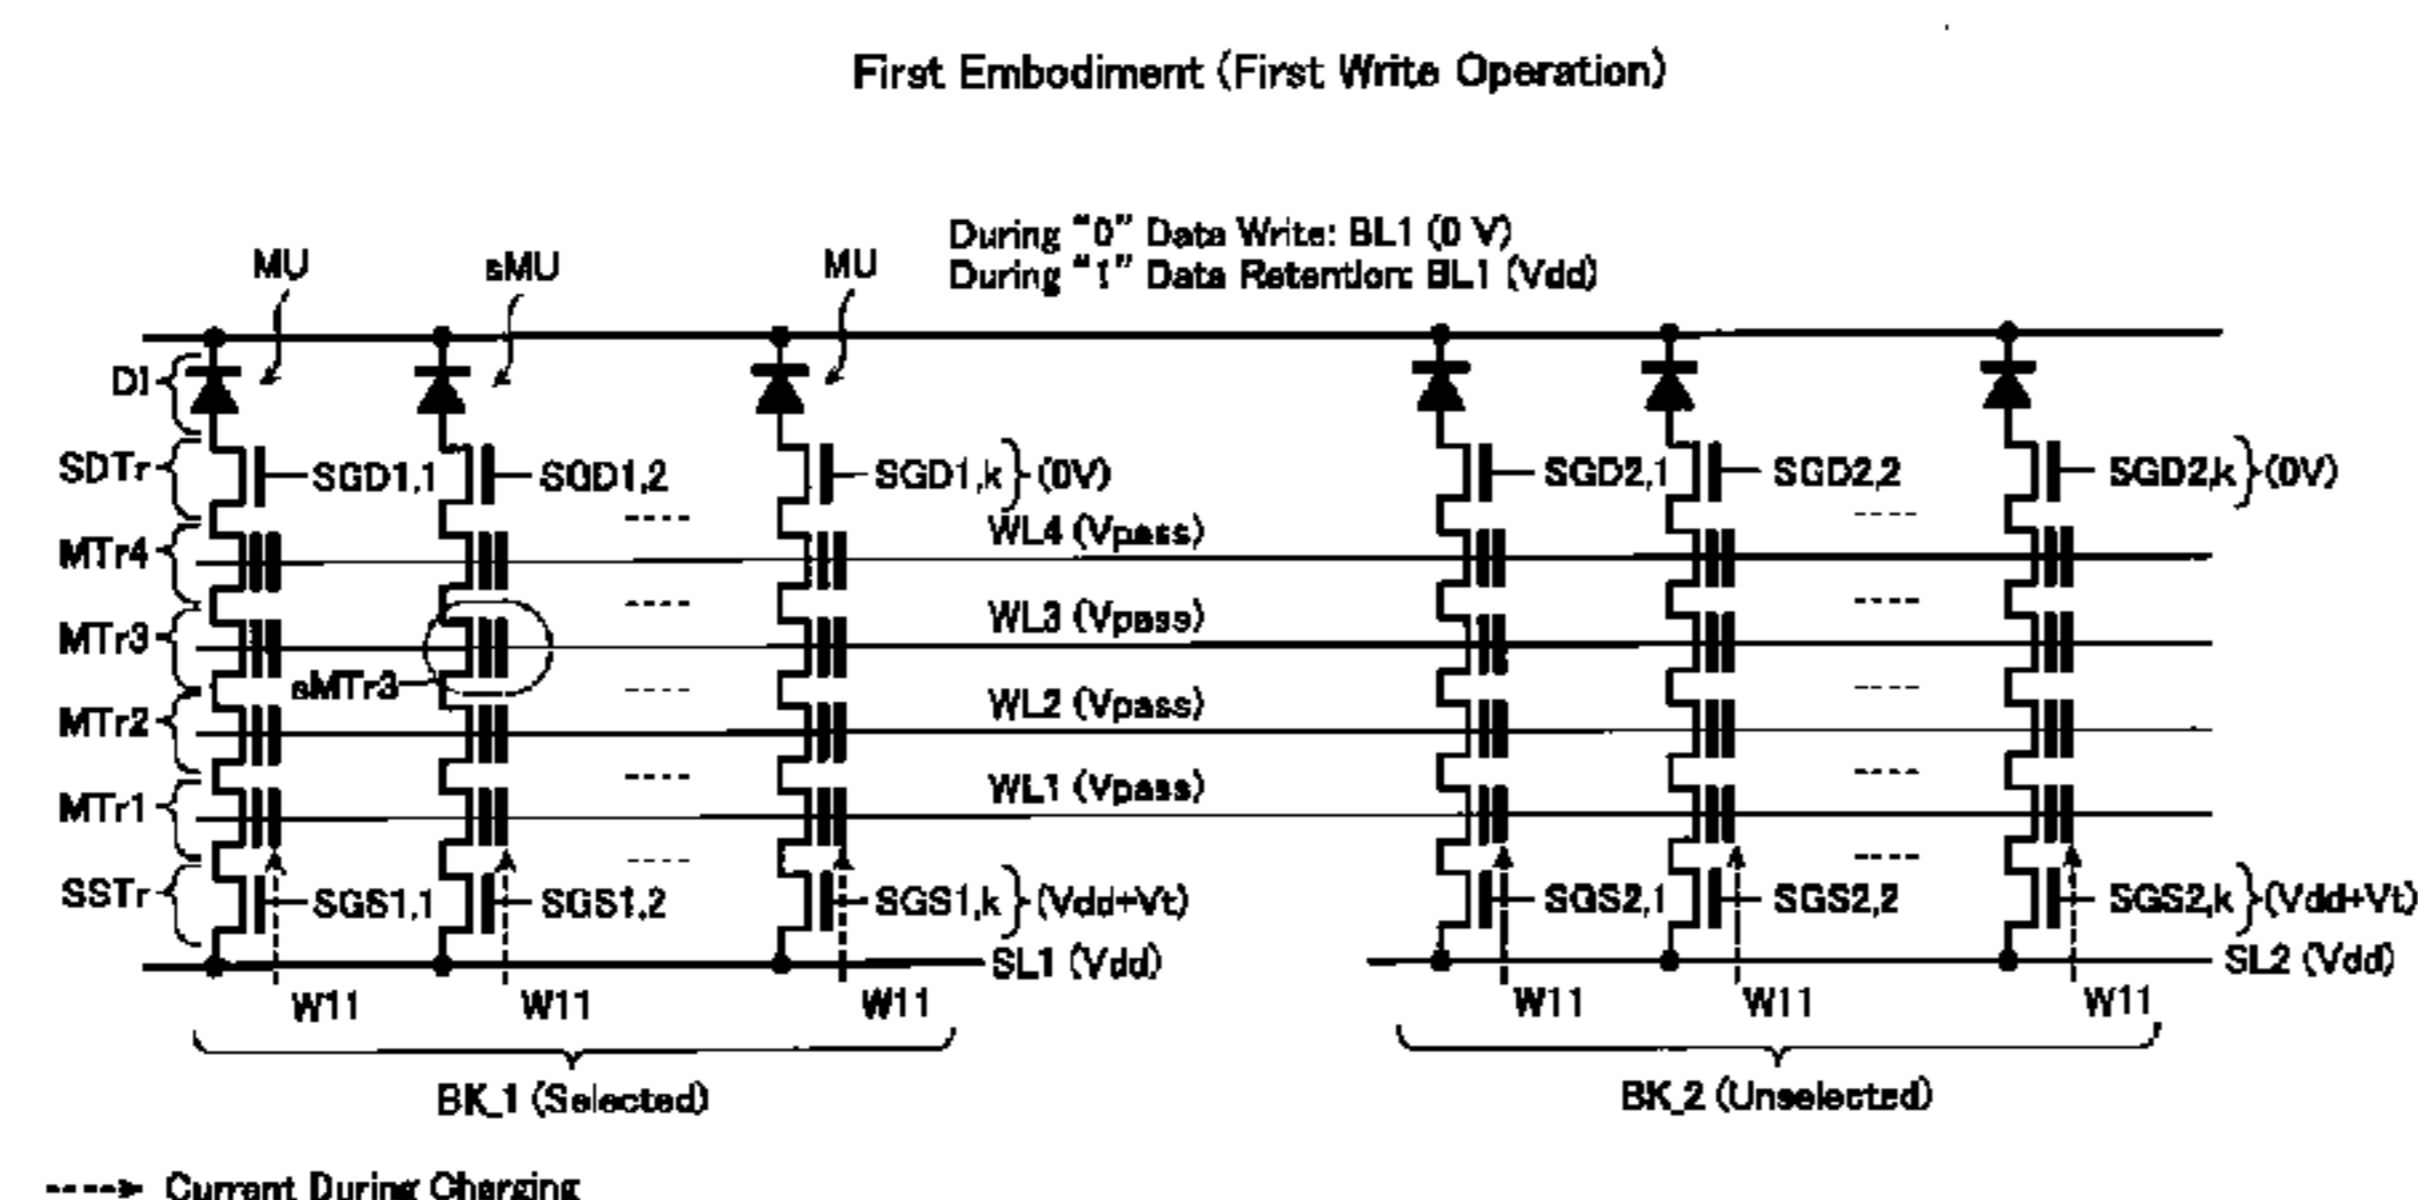 First Embodiment (First Write Operation)
During "0" Data Write: BL1 (0 V)
During "1" Data Retention: BL1 (Vdd)
MU sMU MU
DI
SDTr SGD1,1 SGD1,2 SGD1,k (0V) SGD2,1 SGD2,2 SGD2,k (0V)
MTr4 WL4 (Vpass)
MTr3 WL3 (Vpass)
sMTr3
MTr2 WL2 (Vpass)
MTr1 WL1 (Vpass)
SSTr SGS1,1 SGS1,2 SGS1,k (Vdd+Vt) SGS2,1 SGS2,2 SGS2,k (Vdd+Vt)
SL1 (Vdd) SL2 (Vdd)
W11 W11 W11 W11 W11 W11
BK_1 (Selected) BK_2 (Unselected)
Current During Charging